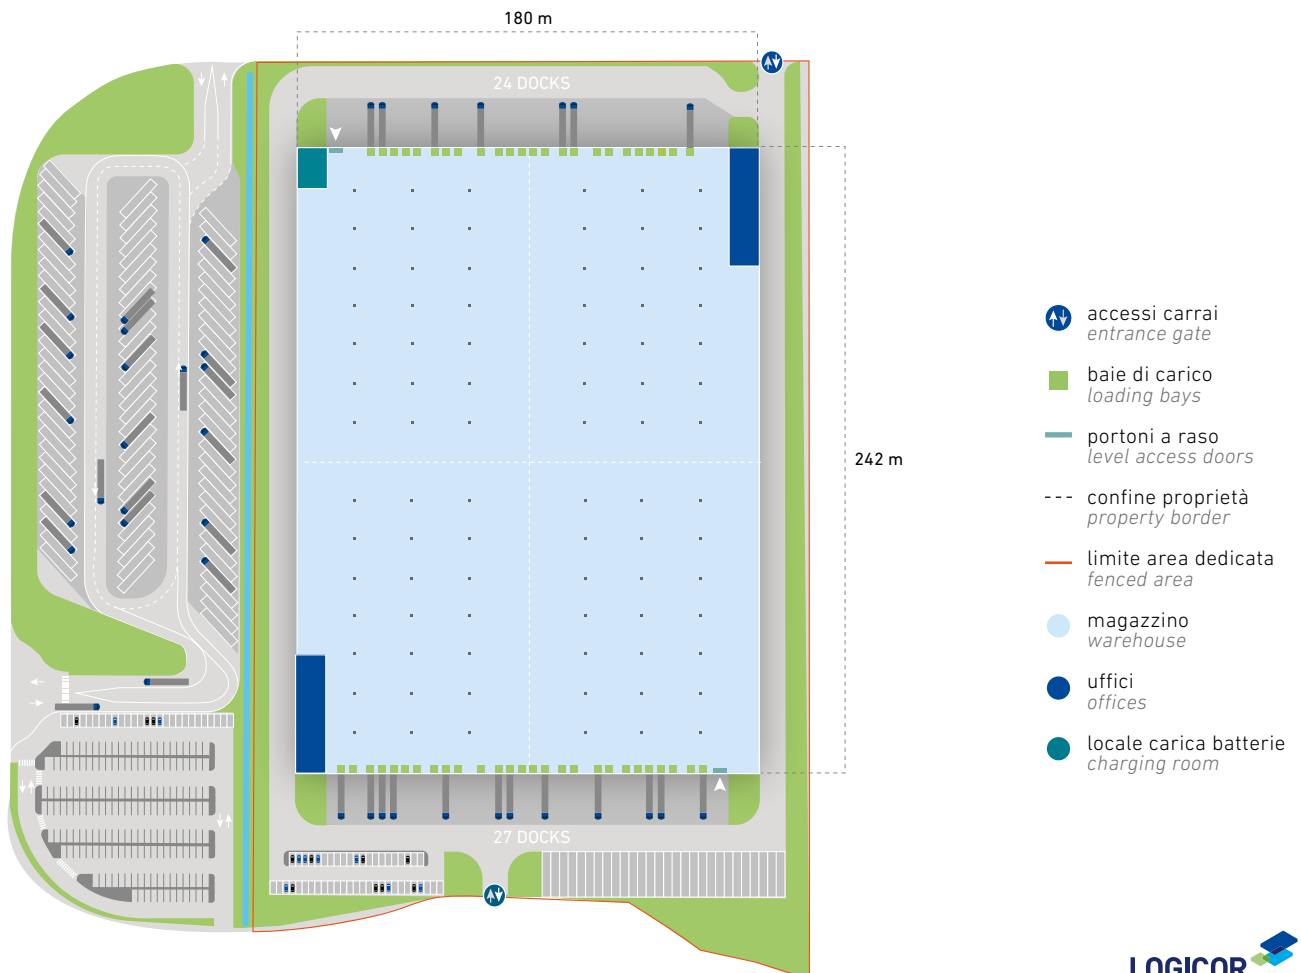 180 m
24 DOCKS
242 m
27 DOCKS
accessi carrai
entrance gate
baie di carico
loading bays
portoni a raso
level access doors
confine proprietà
property border
limite area dedicata
fenced area
magazzino
warehouse
uffici
offices
locale carica batterie
charging room
LOGICOR